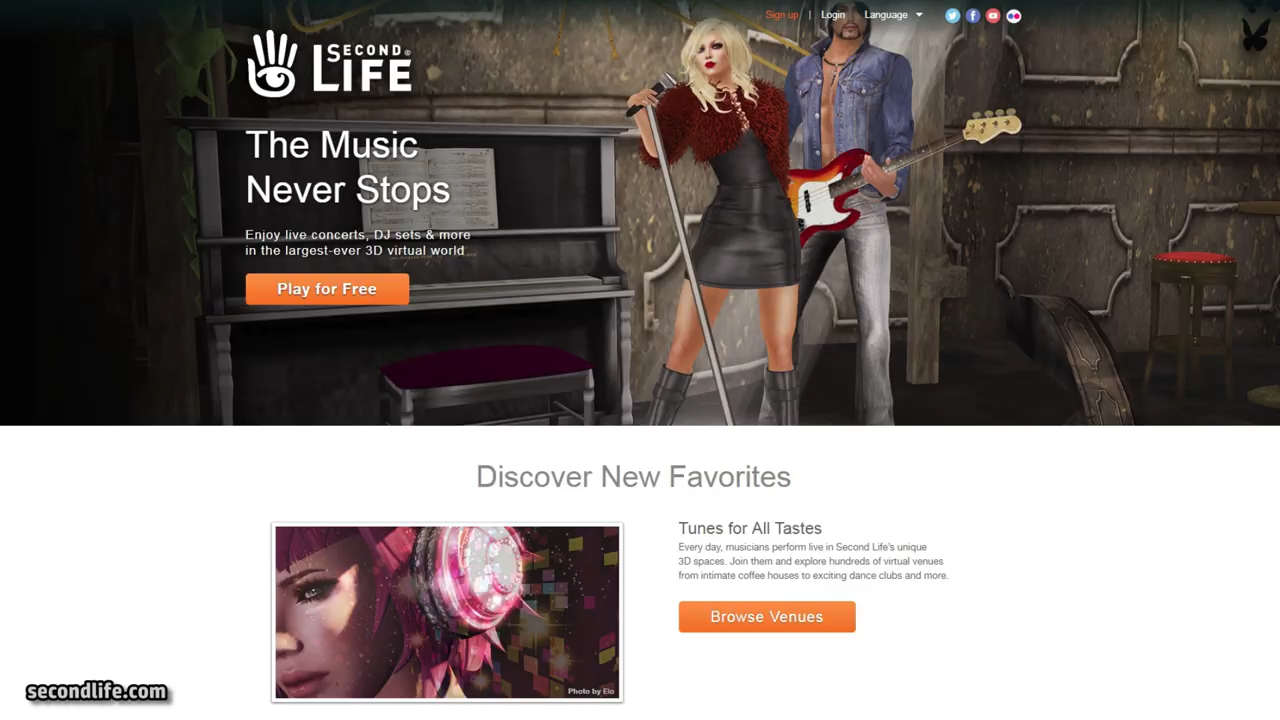 Sign up | Login Language
SECOND®
LIFE
The Music
Never Stops
Enjoy live concerts, DJ sets & more
in the largest-ever 3D virtual world
Play for Free
Discover New Favorites
Tunes for All Tastes
Every day, musicians perform live in Second Life's unique
3D spaces. Join them and explore hundreds of virtual venues
from intimate coffee houses to exciting dance clubs and more.
Browse Venues
Photo by Elo
secondlife.com